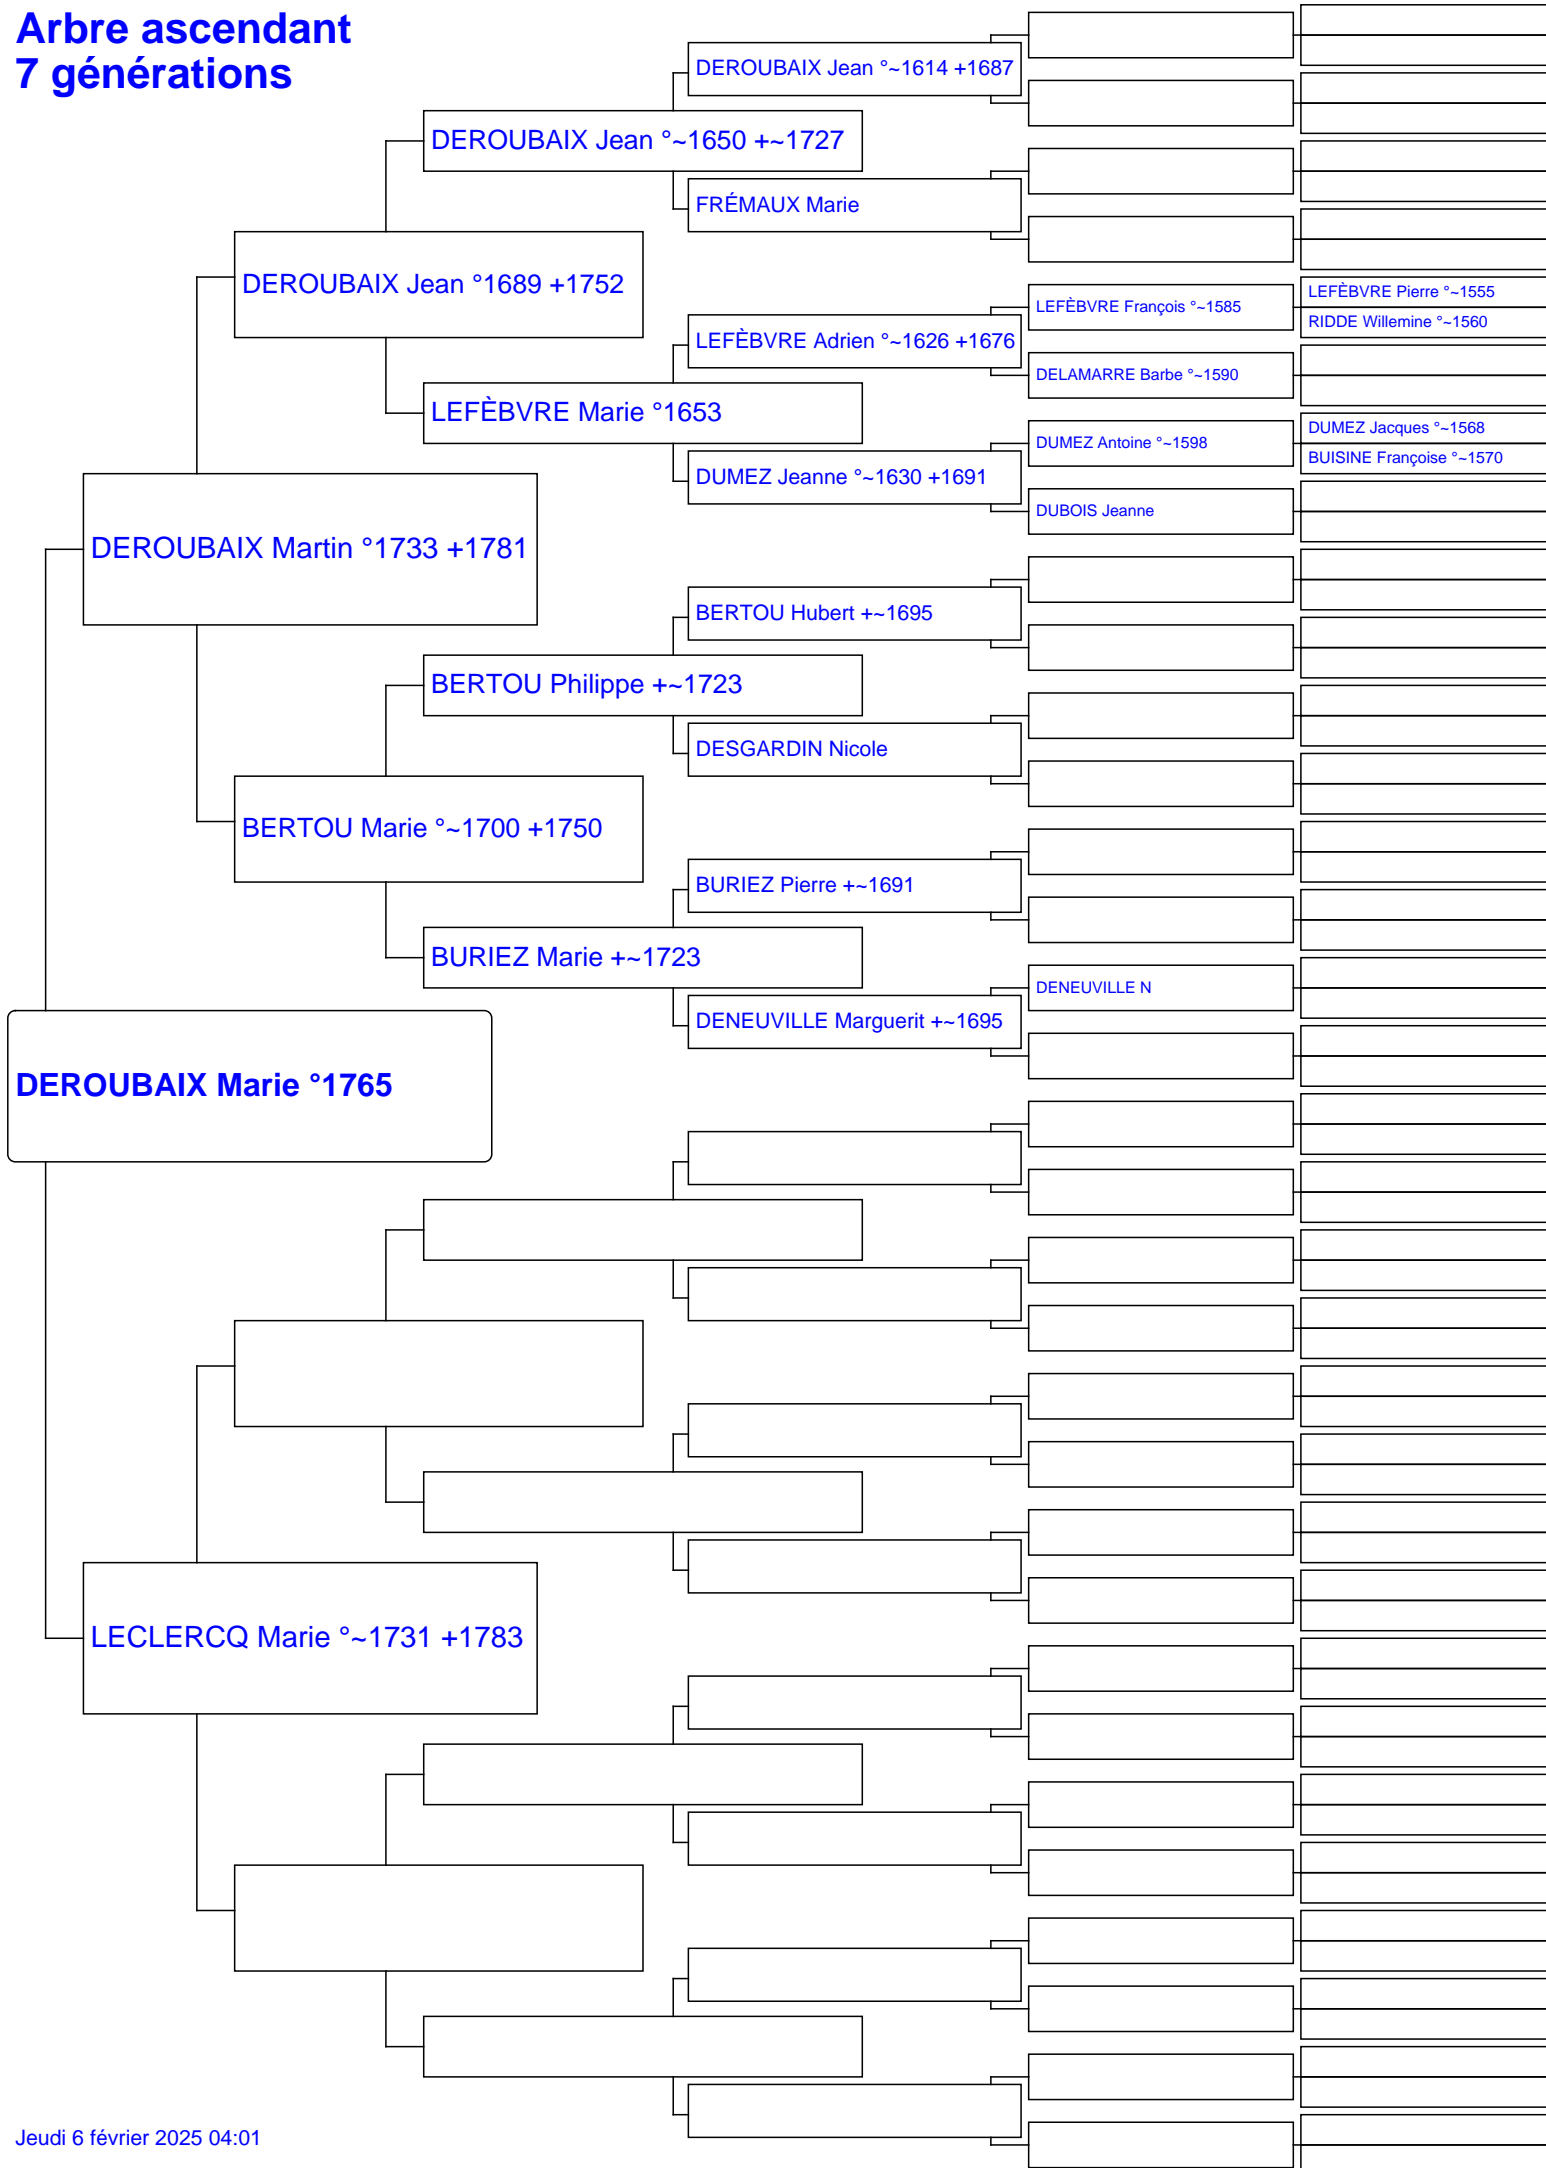 Arbre ascendant
7 générations
DEROUBAIX Jean °~1614 +1687
DEROUBAIX Jean °~1650 +~1727
FRÉMAUX Marie
DEROUBAIX Jean °1689 +1752
LEFÈBVRE Pierre °~1555
LEFÈBVRE François °~1585
RIDDE Willemine °~1560
LEFÈBVRE Adrien °~1626 +1676
DELAMARRE Barbe °~1590
LEFÈBVRE Marie °1653
DUMEZ Jacques °~1568
DUMEZ Antoine °~1598
BUISINE Françoise °~1570
DUMEZ Jeanne °~1630 +1691
DUBOIS Jeanne
DEROUBAIX Martin °1733 +1781
BERTOU Hubert +~1695
BERTOU Philippe +~1723
DESGARDIN Nicole
BERTOU Marie °~1700 +1750
BURIEZ Pierre +~1691
BURIEZ Marie +~1723
DENEUVILLE N
DENEUVILLE Marguerit +~1695
DEROUBAIX Marie °1765
LECLERCQ Marie °~1731 +1783
Jeudi 6 février 2025 04:01